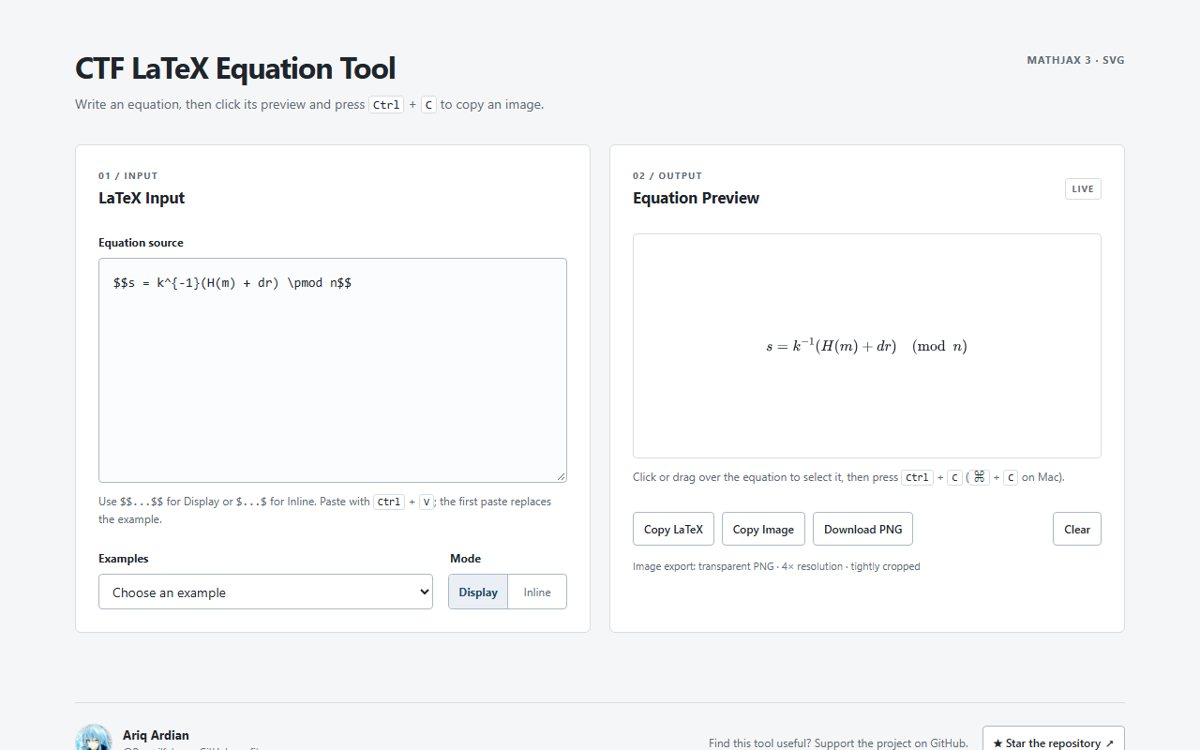 CTF LaTeX Equation Tool
MATHJAX 3 · SVG
Write an equation, then click its preview and press Ctrl + C to copy an image.
01 / INPUT
LaTeX Input
Equation source
$$s = k^{-1}(H(m) + dr) \pmod n$$
Use $$...$$ for Display or $...$ for Inline. Paste with Ctrl + V; the first paste replaces
the example.
Examples
Mode
Choose an example
Display
Inline
02 / OUTPUT
Equation Preview
LIVE
s = k⁻¹(H(m) + dr) (mod n)
Click or drag over the equation to select it, then press Ctrl + C (⌘ + C on Mac).
Copy LaTeX
Copy Image
Download PNG
Clear
Image export: transparent PNG · 4× resolution · tightly cropped
Ariq Ardian
Find this tool useful? Support the project on GitHub.
★ Star the repository ↗